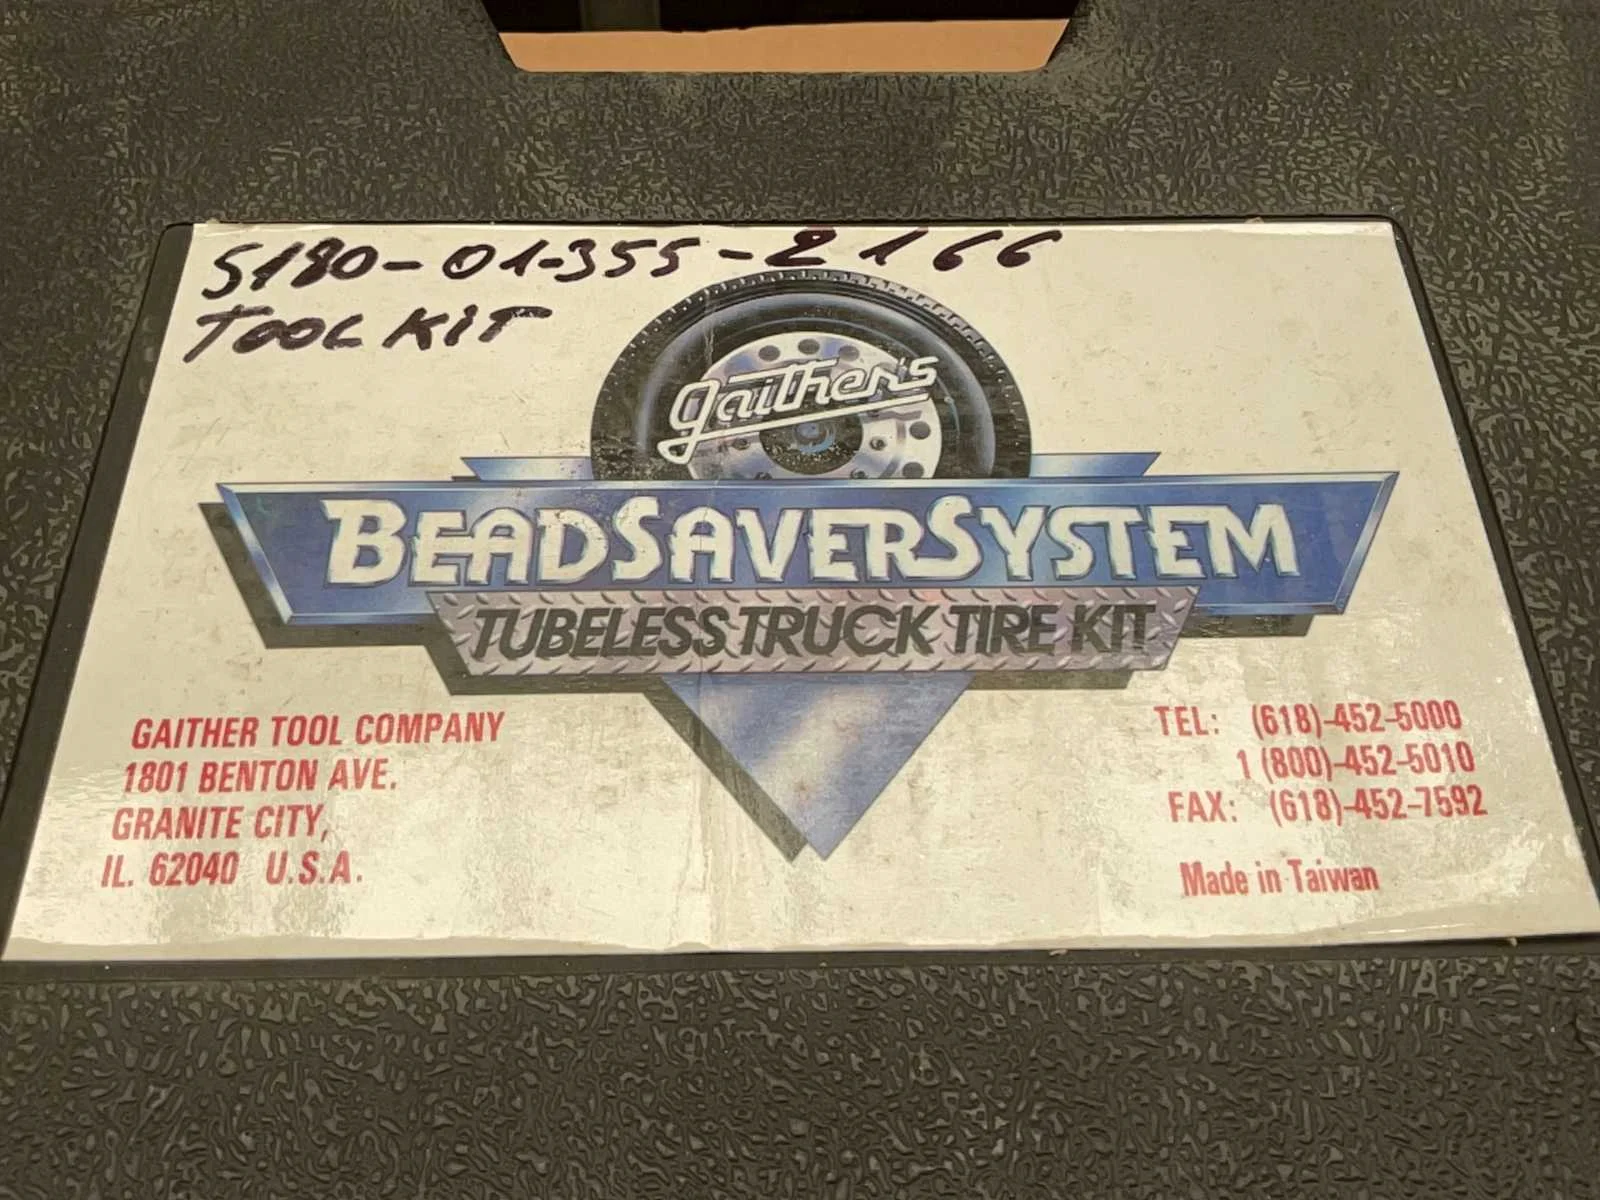 5180-01-355-2166
TOOL KIT
gaither's
BEADSAVERSYSTEM
TUBELESS TRUCK TIRE KIT
GAITHER TOOL COMPANY
1801 BENTON AVE.
GRANITE CITY,
IL. 62040 U.S.A.
TEL: (618)-452-5000
1 (800)-452-5010
FAX: (618)-452-7592
Made in Taiwan